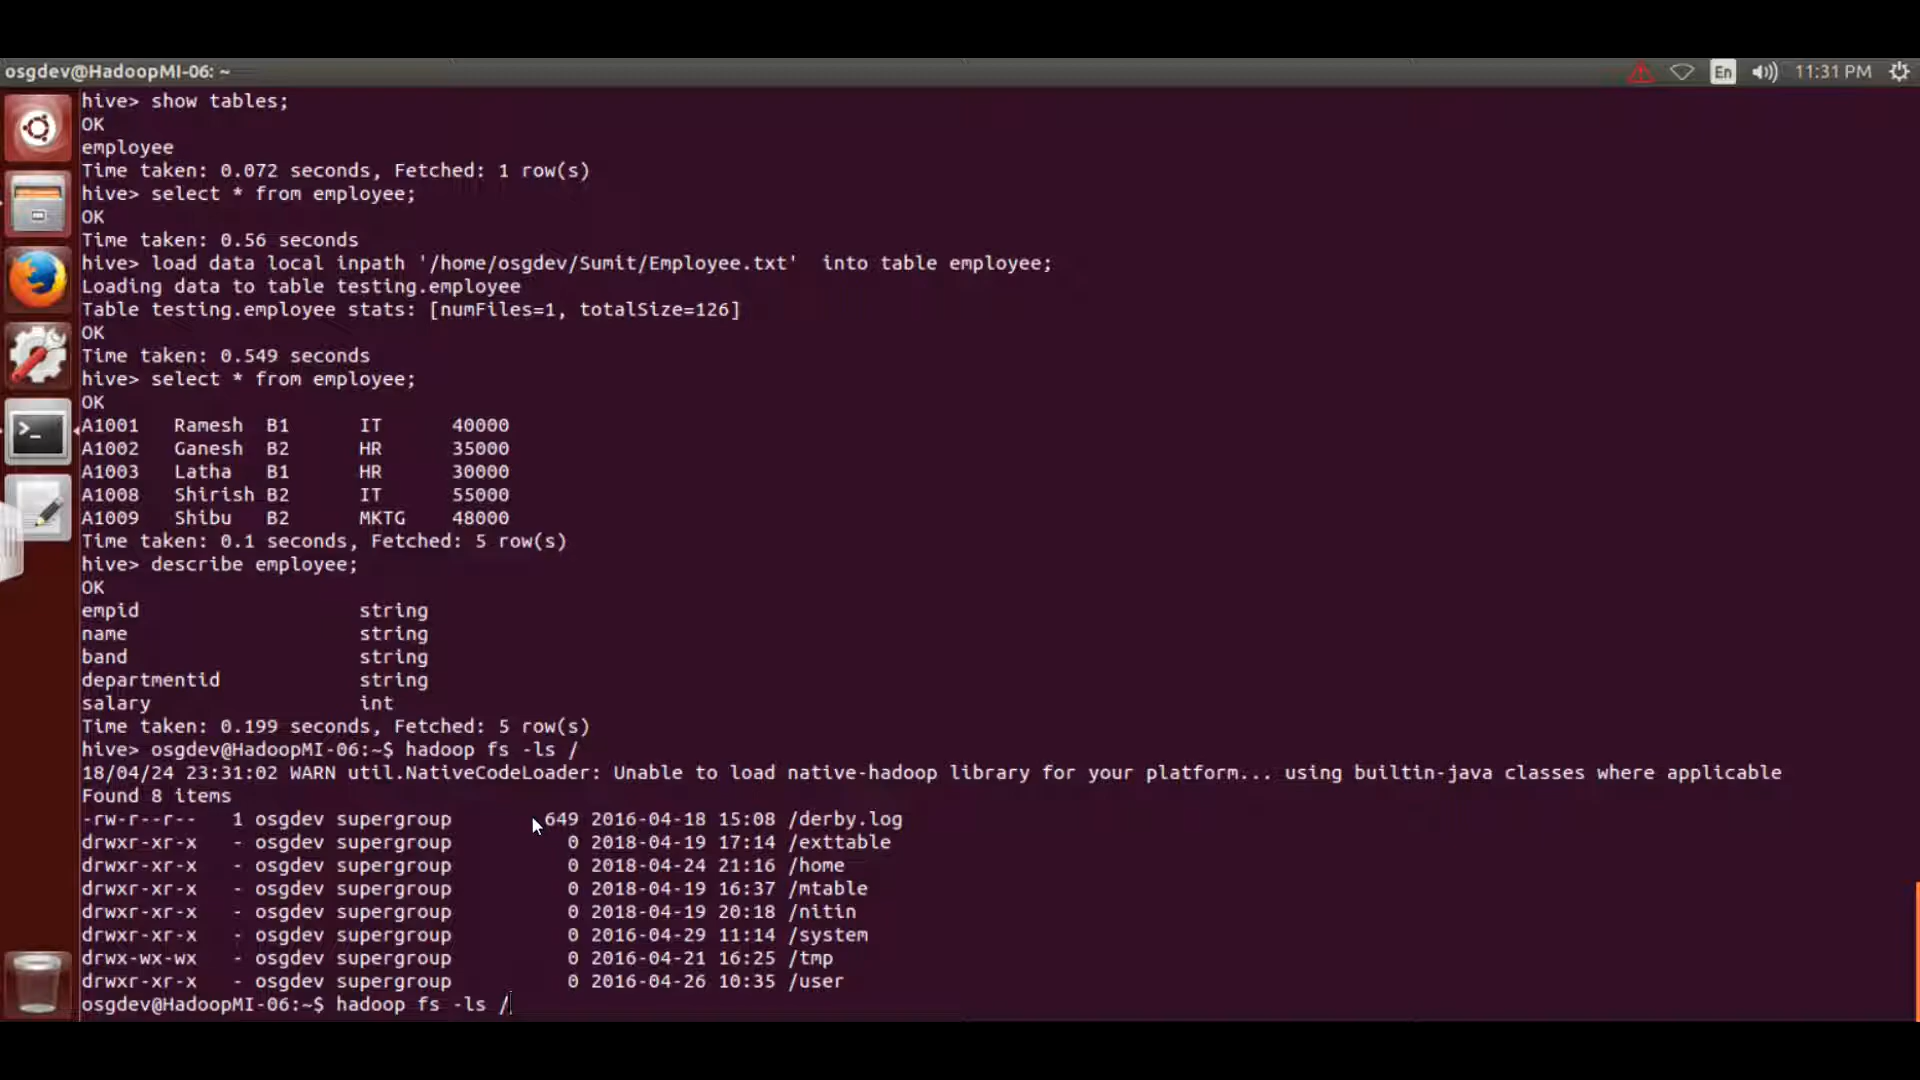 osgdev@HadoopMI-06: ~
En
11:31 PM
hive> show tables;
OK
employee
Time taken: 0.072 seconds, Fetched: 1 row(s)
hive> select * from employee;
OK
Time taken: 0.56 seconds
hive> load data local inpath '/home/osgdev/Sumit/Employee.txt'  into table employee;
Loading data to table testing.employee
Table testing.employee stats: [numFiles=1, totalSize=126]
OK
Time taken: 0.549 seconds
hive> select * from employee;
OK
A1001   Ramesh  B1      IT      40000
A1002   Ganesh  B2      HR      35000
A1003   Latha   B1      HR      30000
A1008   Shirish B2      IT      55000
A1009   Shibu   B2      MKTG    48000
Time taken: 0.1 seconds, Fetched: 5 row(s)
hive> describe employee;
OK
empid                   string
name                    string
band                    string
departmentid            string
salary                  int
Time taken: 0.199 seconds, Fetched: 5 row(s)
hive> osgdev@HadoopMI-06:~$ hadoop fs -ls /
18/04/24 23:31:02 WARN util.NativeCodeLoader: Unable to load native-hadoop library for your platform... using builtin-java classes where applicable
Found 8 items
-rw-r--r--   1 osgdev supergroup        649 2016-04-18 15:08 /derby.log
drwxr-xr-x   - osgdev supergroup          0 2018-04-19 17:14 /exttable
drwxr-xr-x   - osgdev supergroup          0 2018-04-24 21:16 /home
drwxr-xr-x   - osgdev supergroup          0 2018-04-19 16:37 /mtable
drwxr-xr-x   - osgdev supergroup          0 2018-04-19 20:18 /nitin
drwxr-xr-x   - osgdev supergroup          0 2016-04-29 11:14 /system
drwx-wx-wx   - osgdev supergroup          0 2016-04-21 16:25 /tmp
drwxr-xr-x   - osgdev supergroup          0 2016-04-26 10:35 /user
osgdev@HadoopMI-06:~$ hadoop fs -ls /